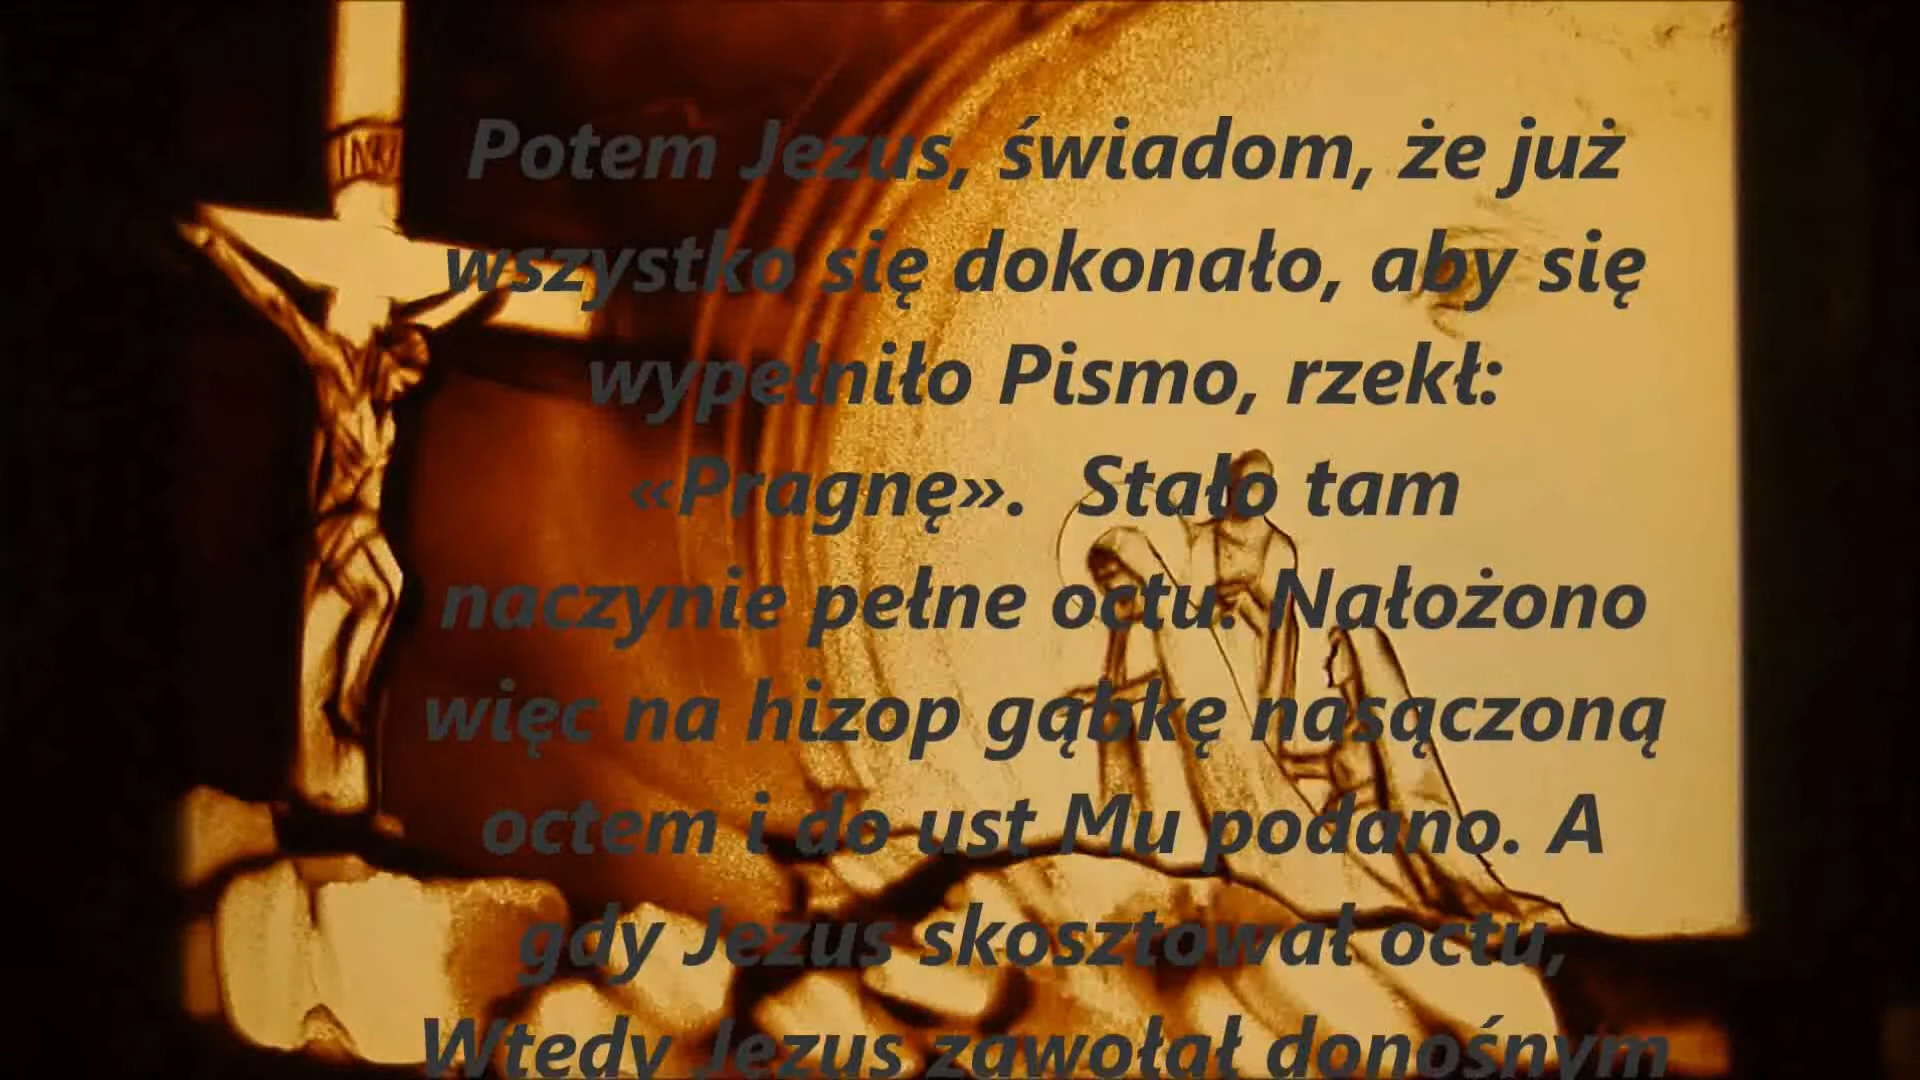 INRI
Potem Jezus, świadom, że już
wszystko się dokonało, aby się
wypełniło Pismo, rzekł:
«Pragnę». Stało tam
naczynie pełne octu. Nałożono
więc na hizop gąbkę nasączoną
octem i do ust Mu podano. A
gdy Jezus skosztował octu,
Wtedy Jezus zawołał donośnym